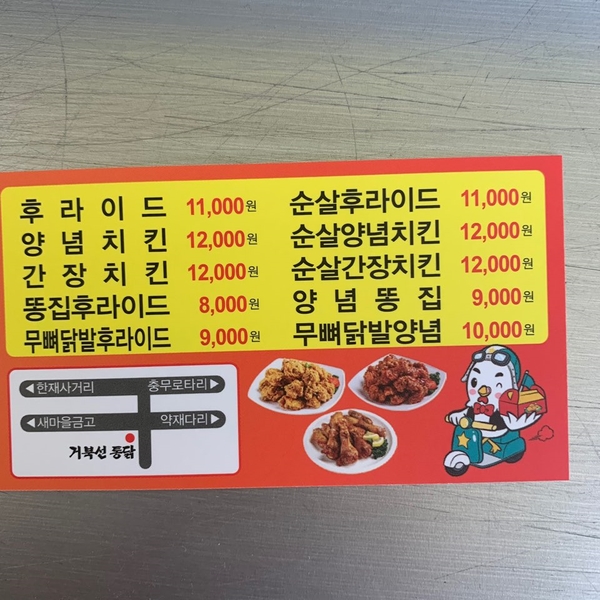 후라이드 11,000원
양념치킨 12,000원
간장치킨 12,000원
똥집후라이드 8,000원
무뼈닭발후라이드 9,000원
순살후라이드 11,000원
순살양념치킨 12,000원
순살간장치킨 12,000원
양념똥집 9,000원
무뼈닭발양념 10,000원
◀한재사거리 충무로타리▶
◀새마을금고 약재다리▶
거북선 통닭